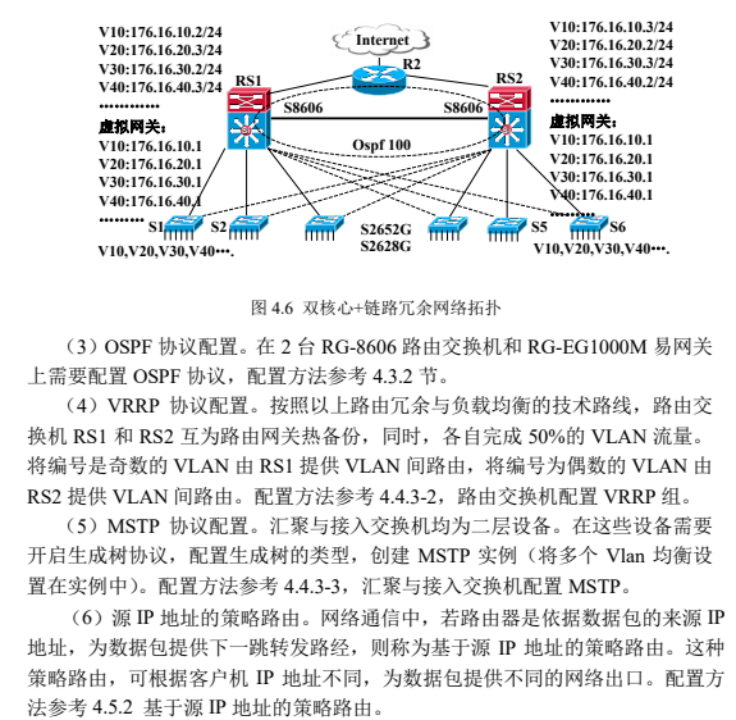 V10:176.16.10.2/24
V20:176.16.20.3/24
V30:176.16.30.2/24
V40:176.16.40.3/24
••••••••••••
虚拟网关：
V10:176.16.10.1
V20:176.16.20.1
V30:176.16.30.1
V40:176.16.40.1
•••••••••
Internet
R2
RS1
RS2
S8606
S8606
SI
SI
Ospf 100
V10:176.16.10.3/24
V20:176.16.20.2/24
V30:176.16.30.3/24
V40:176.16.40.2/24
••••••••••••
虚拟网关：
V10:176.16.10.1
V20:176.16.20.1
V30:176.16.30.1
V40:176.16.40.1
•••••••••
S1
S2
S2652G
S2628G
S5
S6
V10,V20,V30,V40•••.
V10,V20,V30,V40•••.
图 4.6 双核心+链路冗余网络拓扑
（3）OSPF 协议配置。在 2 台 RG-8606 路由交换机和 RG-EG1000M 易网关
上需要配置 OSPF 协议，配置方法参考 4.3.2 节。
（4）VRRP 协议配置。按照以上路由冗余与负载均衡的技术路线，路由交
换机 RS1 和 RS2 互为路由网关热备份，同时，各自完成 50%的 VLAN 流量。
将编号是奇数的 VLAN 由 RS1 提供 VLAN 间路由，将编号为偶数的 VLAN 由
RS2 提供 VLAN 间路由。配置方法参考 4.4.3-2，路由交换机配置 VRRP 组。
（5）MSTP 协议配置。汇聚与接入交换机均为二层设备。在这些设备需要
开启生成树协议，配置生成树的类型，创建 MSTP 实例（将多个 Vlan 均衡设
置在实例中）。配置方法参考 4.4.3-3，汇聚与接入交换机配置 MSTP。
（6）源 IP 地址的策略路由。网络通信中，若路由器是依据数据包的来源 IP
地址，为数据包提供下一跳转发路经，则称为基于源 IP 地址的策略路由。这种
策略路由，可根据客户机 IP 地址不同，为数据包提供不同的网络出口。配置方
法参考 4.5.2 基于源 IP 地址的策略路由。